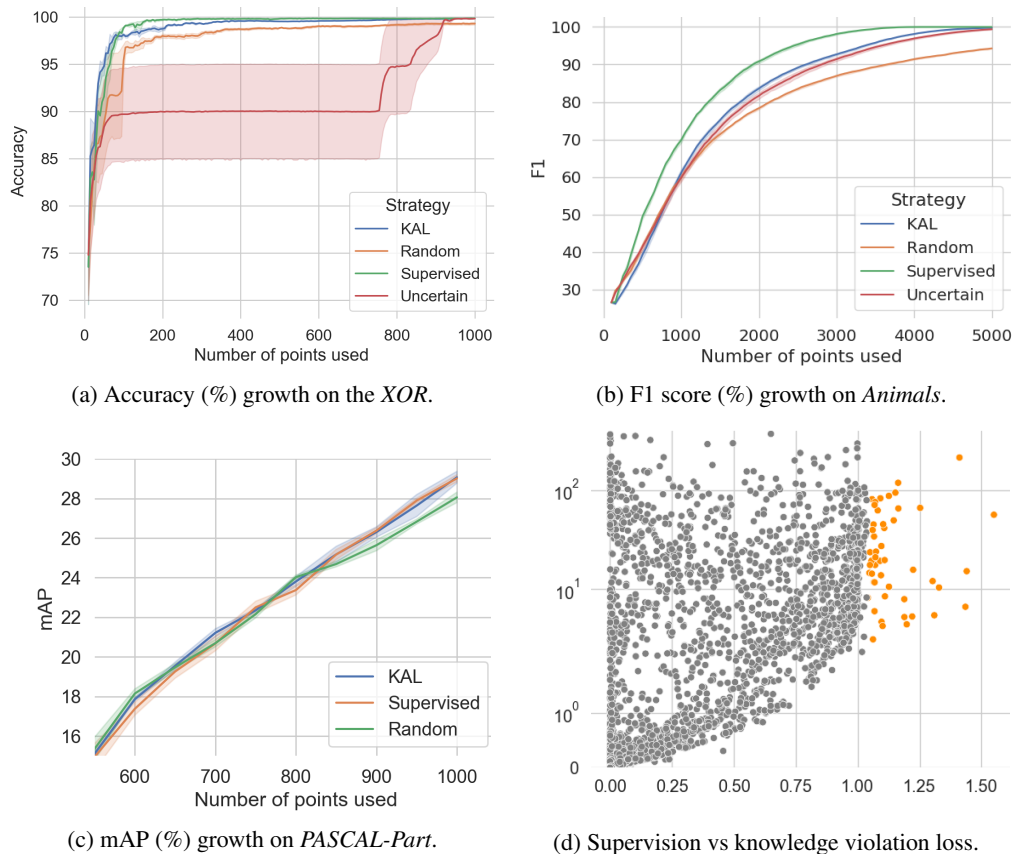 100
95
90
85
80
75
70
Accuracy
Strategy
KAL
Random
Supervised
Uncertain
0 200 400 600 800 1000
Number of points used
(a) Accuracy (%) growth on the XOR.
100
90
80
70
60
50
40
30
F1
Strategy
KAL
Random
Supervised
Uncertain
0 1000 2000 3000 4000 5000
Number of points used
(b) F1 score (%) growth on Animals.
30
28
26
24
22
20
18
16
mAP
KAL
Supervised
Random
600 700 800 900 1000
Number of points used
(c) mAP (%) growth on PASCAL-Part.
10²
10¹
10⁰
0
0.00 0.25 0.50 0.75 1.00 1.25 1.50
(d) Supervision vs knowledge violation loss.